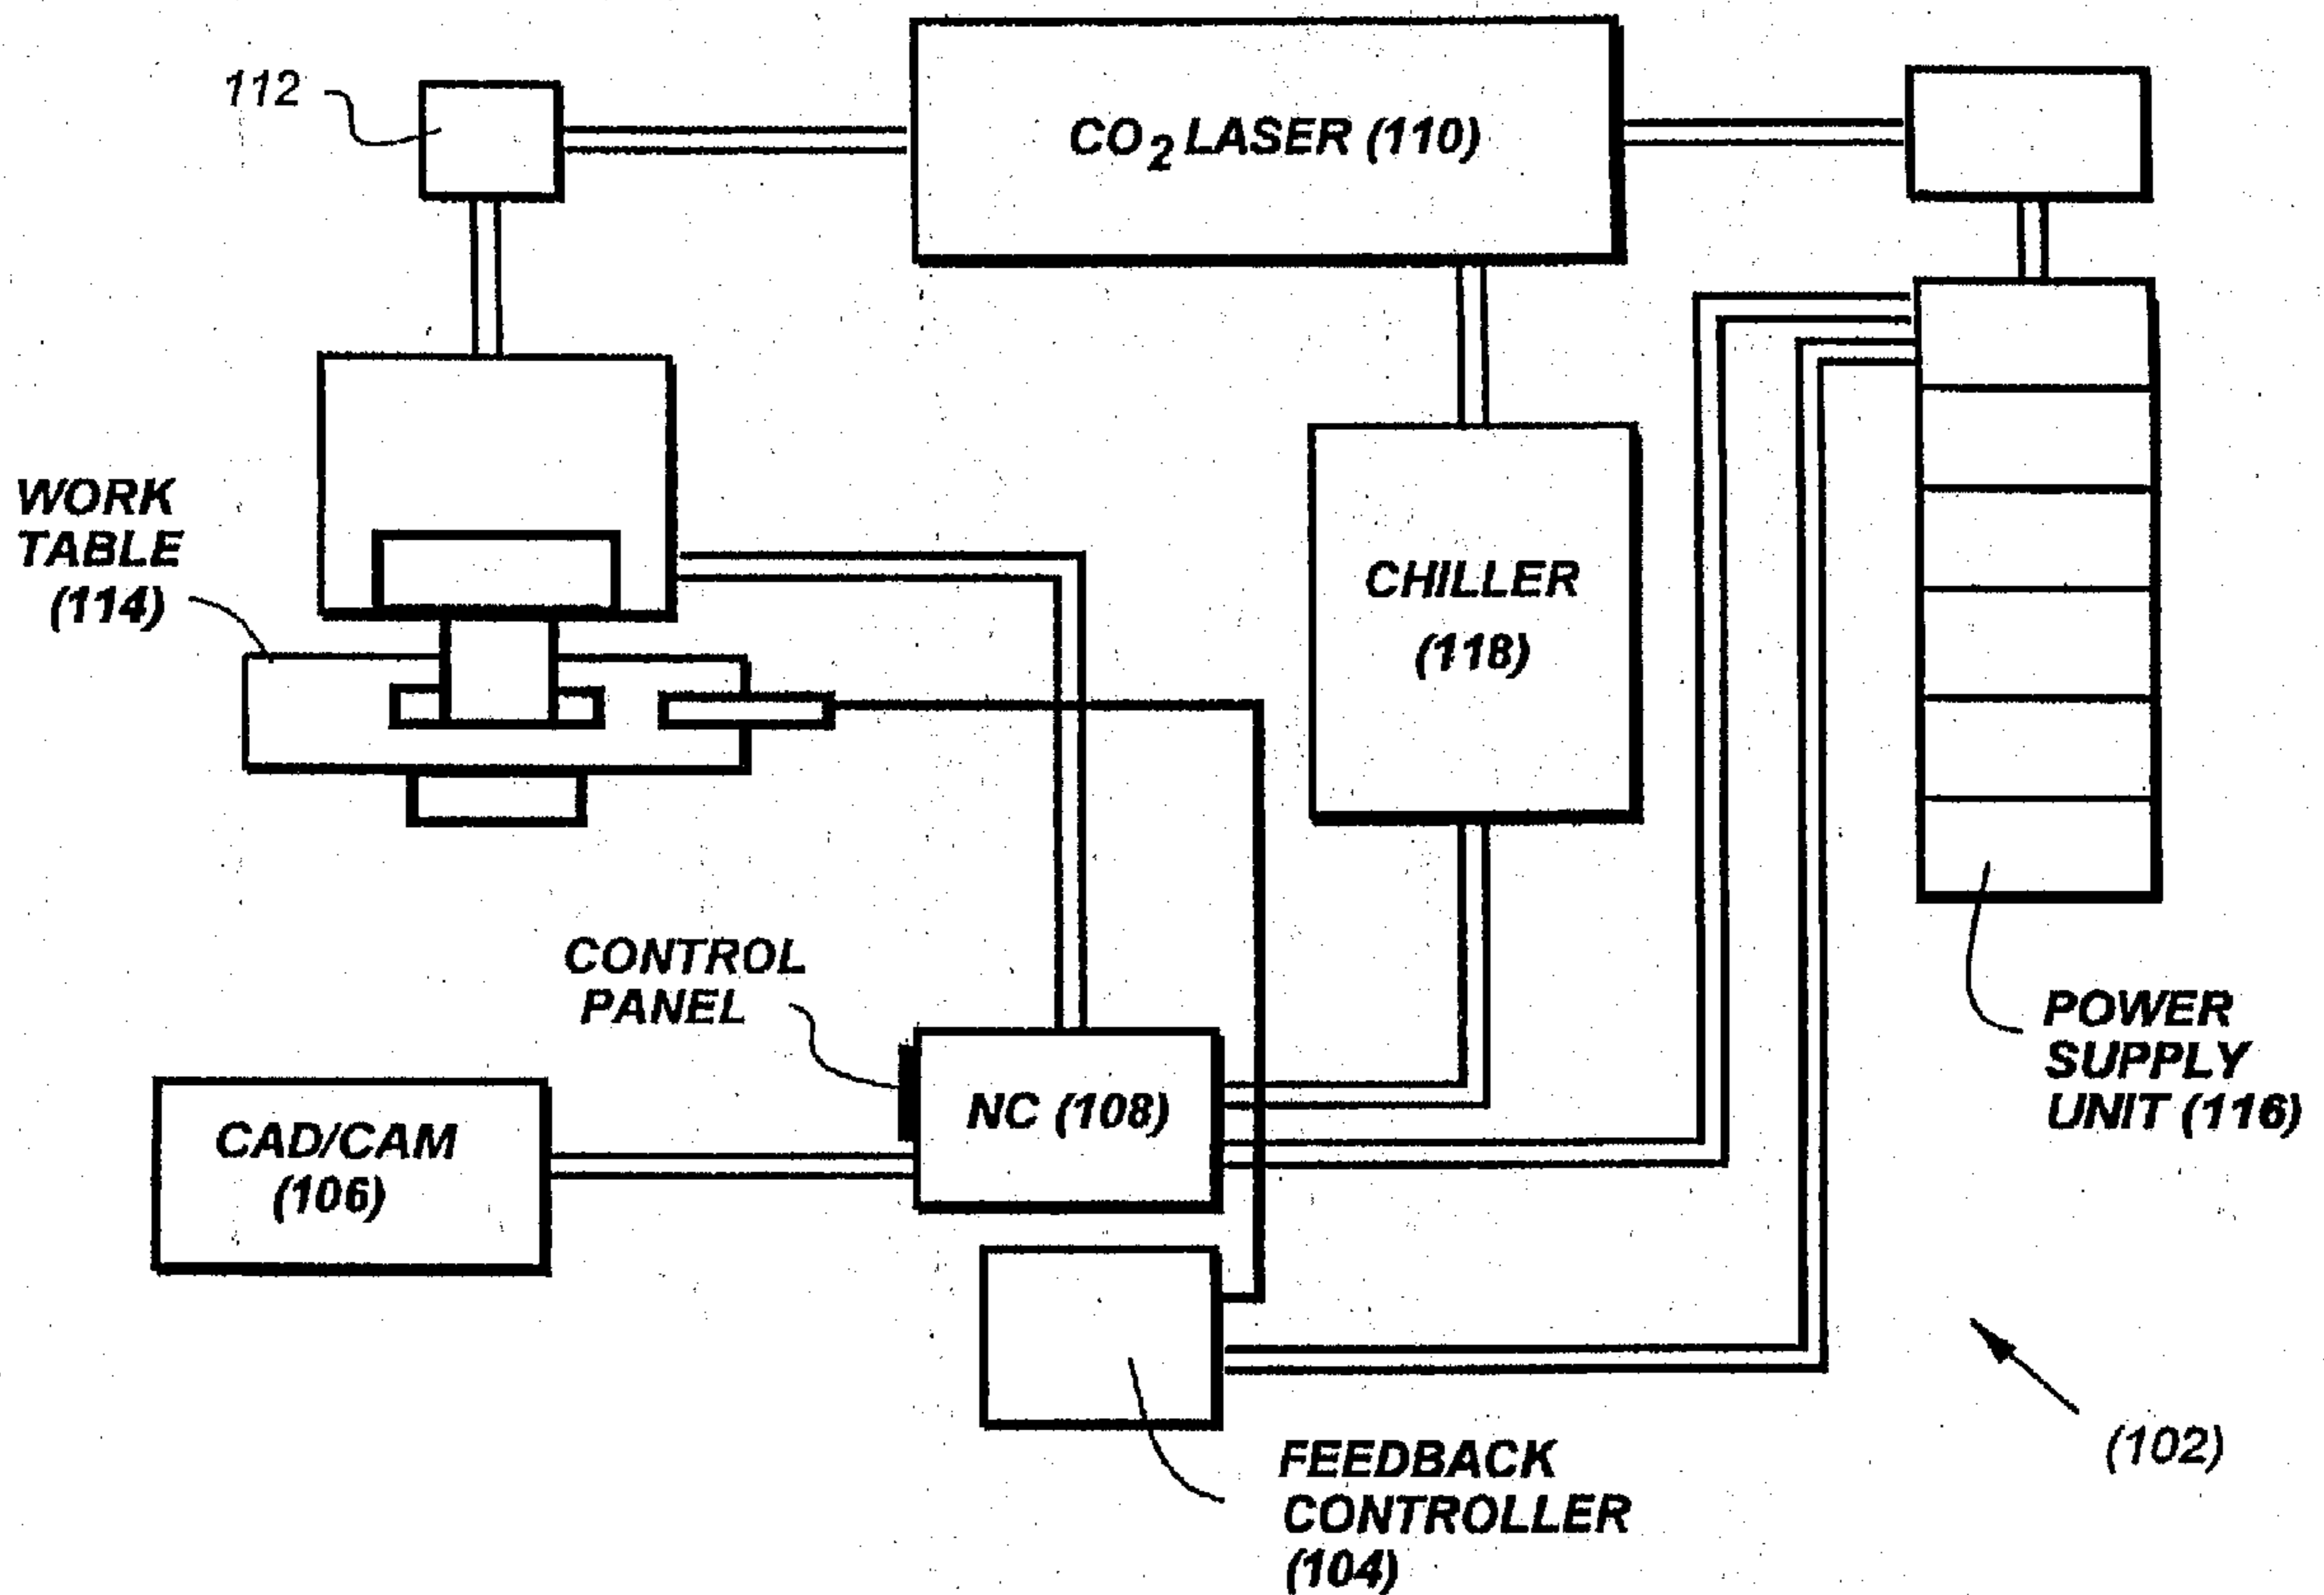 112
CO2 LASER (110)
WORK
TABLE
(114)
CHILLER
(118)
CONTROL
PANEL
POWER
SUPPLY
UNIT (116)
NC (108)
CAD/CAM
(106)
(102)
FEEDBACK
CONTROLLER
(104)